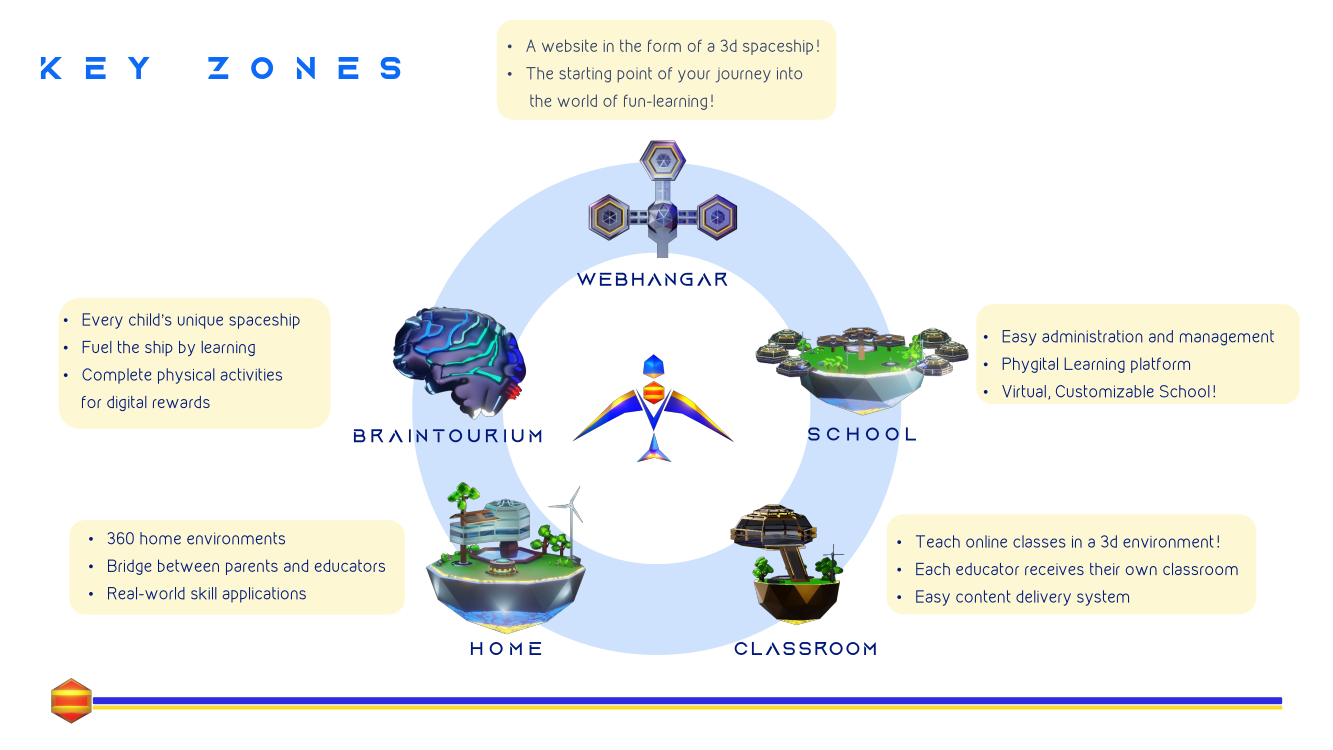 KEY ZONES
• A website in the form of a 3d spaceship!
• The starting point of your journey into
the world of fun-learning!
WEBHANGAR
• Every child's unique spaceship
• Fuel the ship by learning
• Complete physical activities
for digital rewards
BRAINTOURIUM
• Easy administration and management
• Phygital Learning platform
• Virtual, Customizable School!
SCHOOL
• 360 home environments
• Bridge between parents and educators
• Real-world skill applications
HOME
• Teach online classes in a 3d environment!
• Each educator receives their own classroom
• Easy content delivery system
CLASSROOM